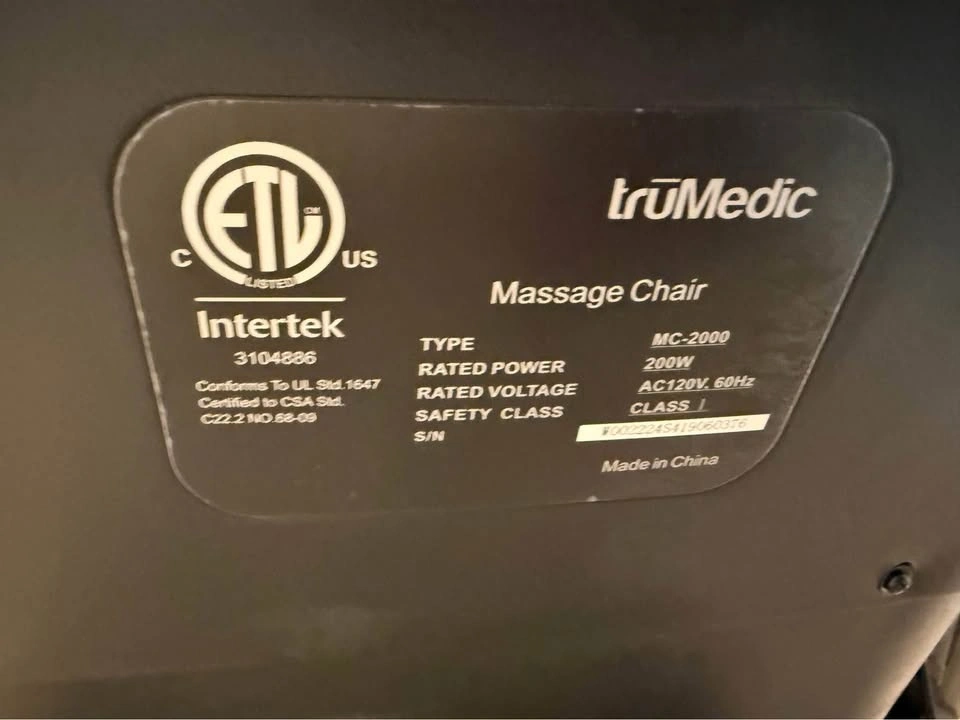 ETL CM
LISTED
C US
Intertek
3104886
Conforms To UL Std.1647
Certified to CSA Std.
C22.2 NO.68-09
trūMedic
Massage Chair
TYPE MC-2000
RATED POWER 200W
RATED VOLTAGE AC120V, 60Hz
SAFETY CLASS CLASS I
S/N W002224S419060376
Made in China